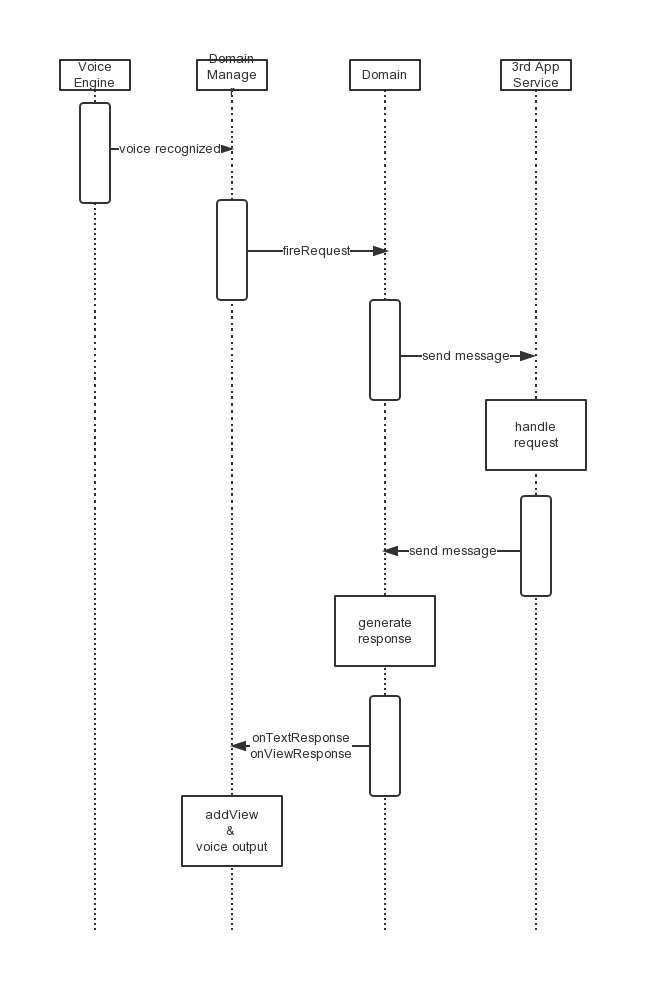 Voice
Engine
Domain
Manage
Domain
3rd App
Service
voice recognized
fireRequest
send message
handle
request
send message
generate
response
onTextResponse
onViewResponse
addView
&
voice output